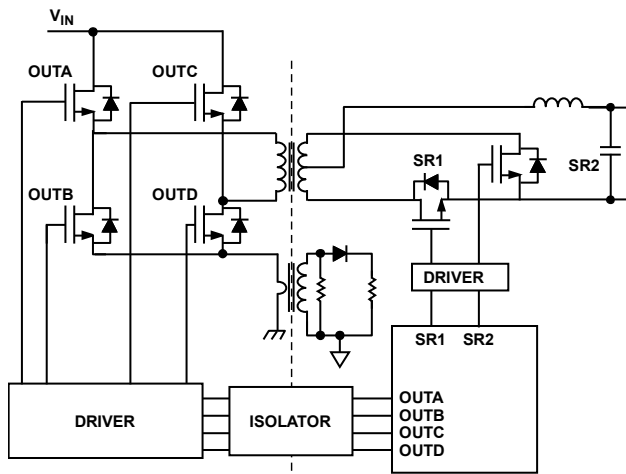 VIN
OUTA
OUTC
SR1
SR2
OUTB
OUTD
DRIVER
SR1 SR2
DRIVER
ISOLATOR
OUTA
OUTB
OUTC
OUTD